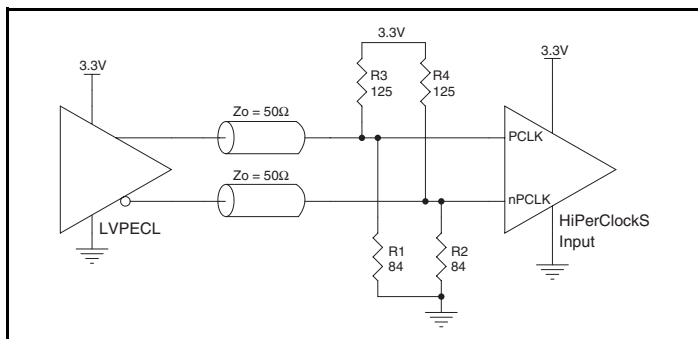 3.3V
3.3V
3.3V
R3
125
R4
125
Zo = 50Ω
PCLK
Zo = 50Ω
nPCLK
LVPECL
HiPerClockS
Input
R1
84
R2
84